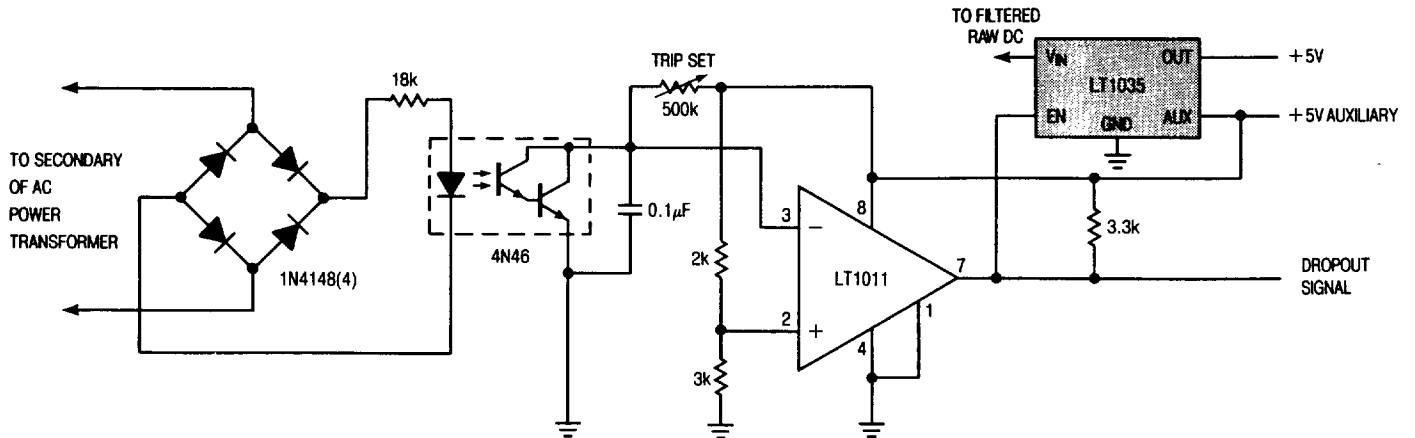 TO SECONDARY
OF AC
POWER
TRANSFORMER
1N4148(4)
18k
4N46
0.1μF
TRIP SET
500k
2k
3k
3
2
8
LT1011
7
1
4
TO FILTERED
RAW DC
VIN
OUT
LT1035
EN
AUX
GND
+5V
+5V AUXILIARY
3.3k
DROPOUT
SIGNAL